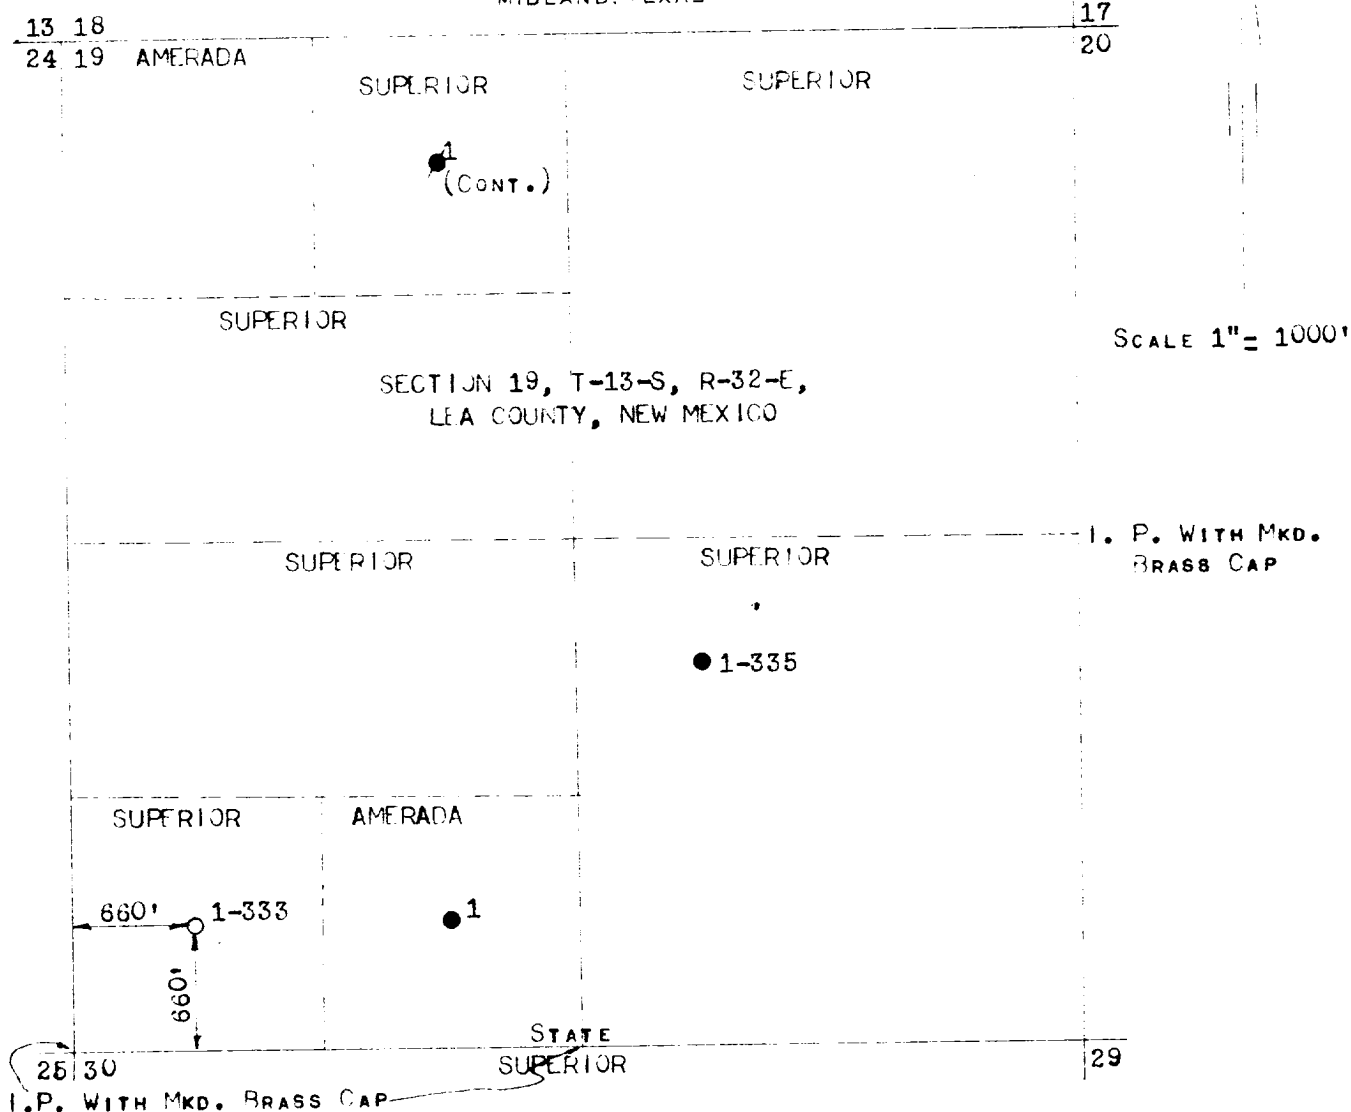 13 18
17
24 19 AMERADA
20
SUPERIOR
SUPERIOR
1
(CONT.)
SUPERIOR
SCALE 1" = 1000'
SECTION 19, T-13-S, R-32-E,
LEA COUNTY, NEW MEXICO
I. P. WITH MKD.
BRASS CAP
SUPERIOR
SUPERIOR
1-335
SUPERIOR
AMERADA
660'
1-333
1
660'
STATE
SUPERIOR
25 30
29
I.P. WITH MKD. BRASS CAP